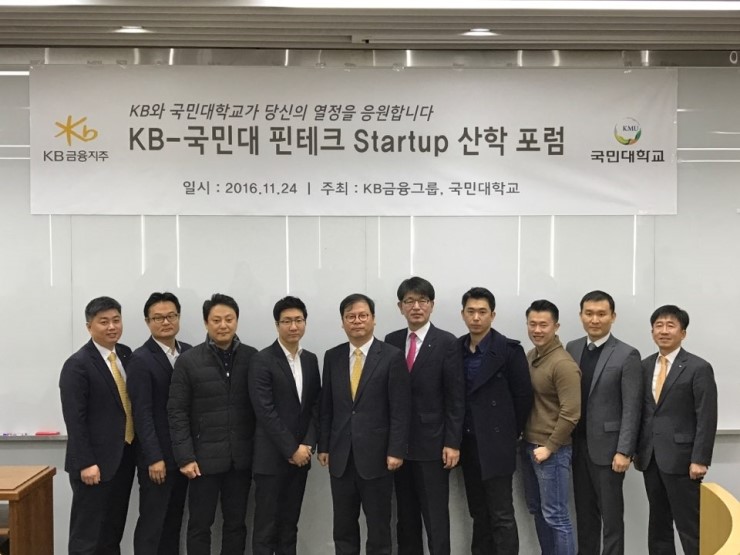 KB와 국민대학교가 당신의 열정을 응원합니다
Kb
KB금융지주
KB-국민대 핀테크 Startup 산학 포럼
KMU
국민대학교
일시 : 2016.11.24 | 주최 : KB금융그룹, 국민대학교